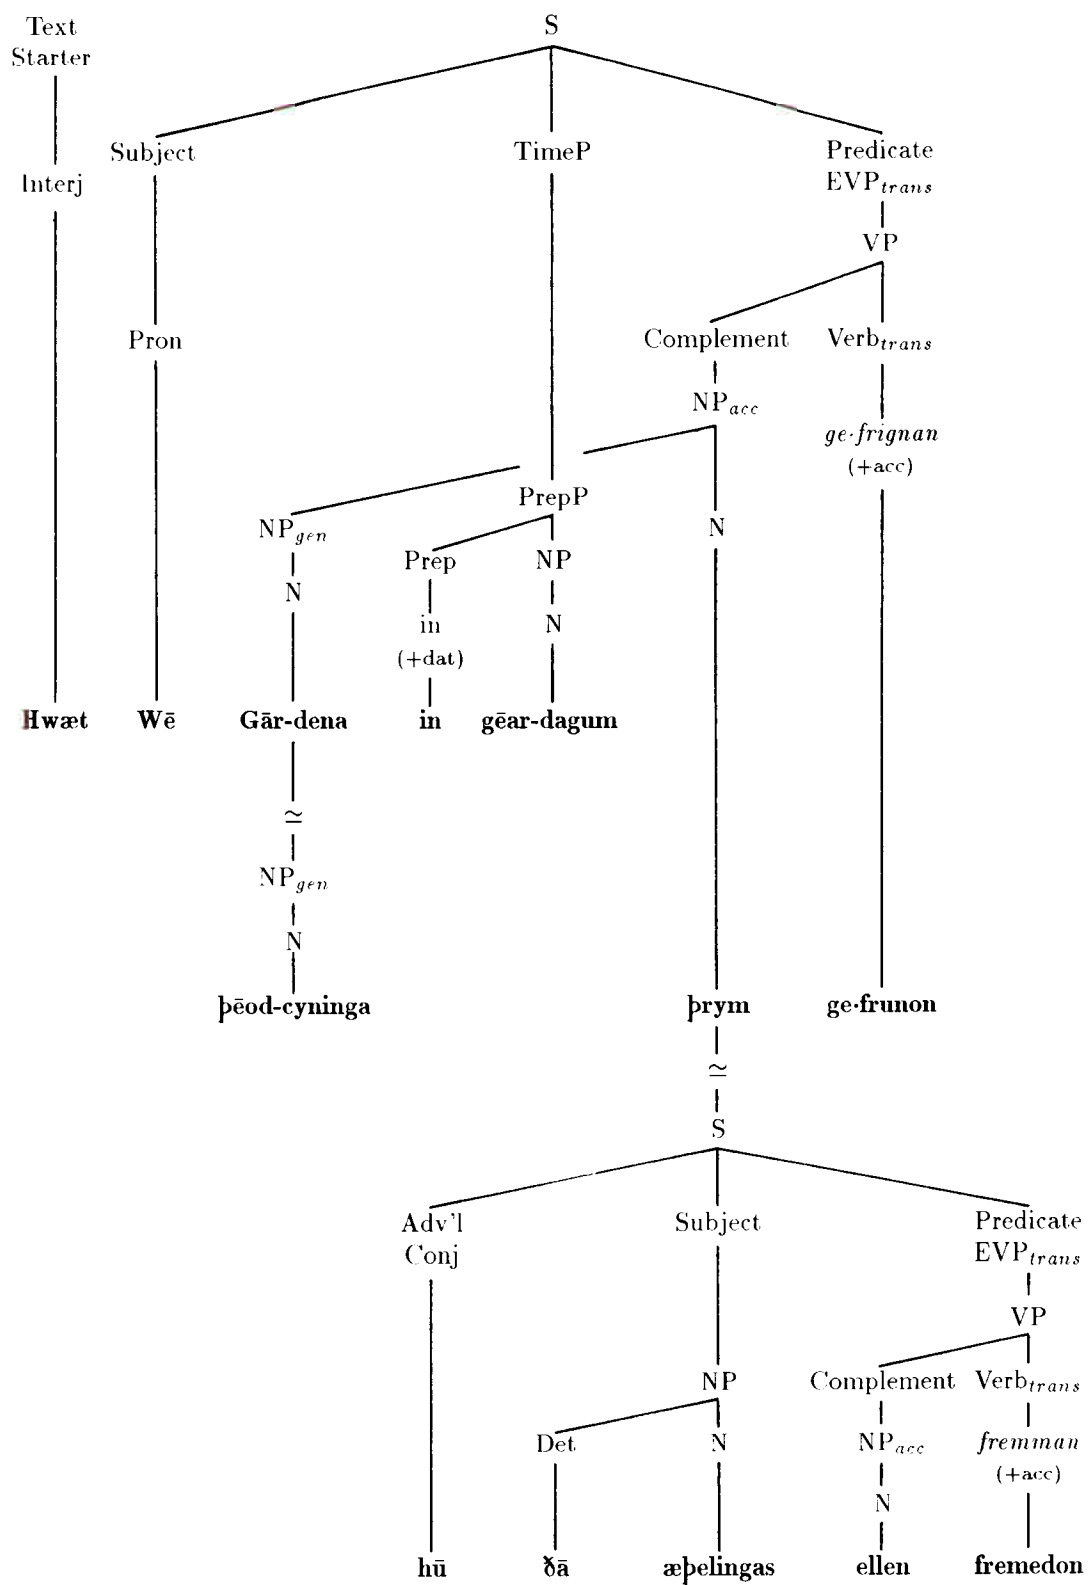 Text S
Starter
Subject TimeP Predicate
Interj EVPtrans
VP
Pron Complement Verbtrans
NPacc
ge·frignan
(+acc)
PrepP
NPgen N
Prep NP
N
in N
(+dat)
Hwæt Wē Gār-dena in gēar-dagum
≃
NPgen
N
þēod-cyninga þrym ge·frunon
≃
S
Adv'l Subject Predicate
Conj EVPtrans
VP
NP Complement Verbtrans
Det N NPacc fremman
(+acc)
N
hū ðā æþelingas ellen fremedon